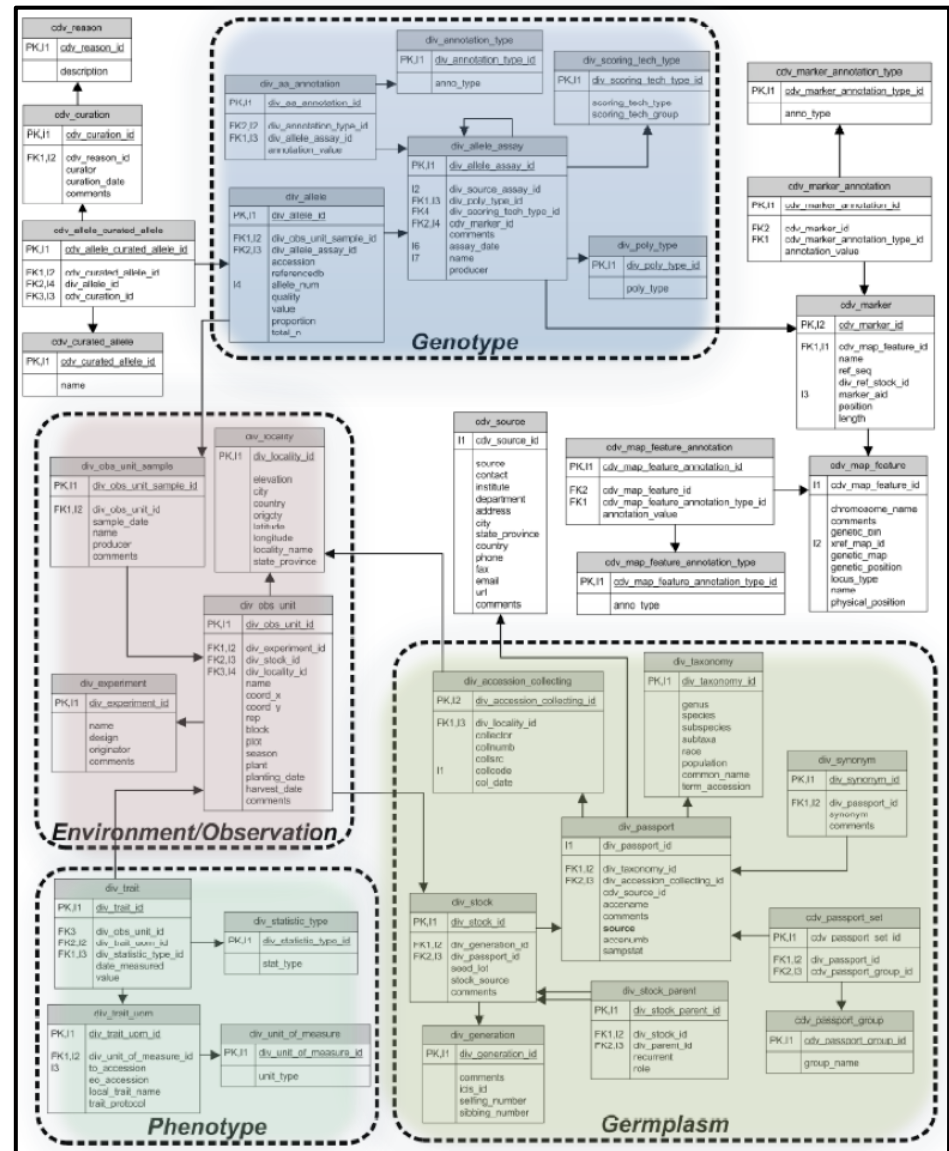 cdv_reason
PK,I1 cdv_reason_id
description
cdv_curation
PK,I1 cdv_curation_id
FK1,I2 cdv_reason_id
curator
curation_date
comments
cdv_allele_curated_allele
PK,I1 cdv_allele_curated_allele_id
FK1,I2 cdv_curated_allele_id
FK2,I4 div_allele_id
FK3,I3 cdv_curation_id
cdv_curated_allele
PK,I1 cdv_curated_allele_id
name
div_annotation_type
PK,I1 div_annotation_type_id
anno_type
div_scoring_tech_type
PK,I1 div_scoring_tech_type_id
scoring_tech_type
scoring_tech_group
div_aa_annotation
PK,I1 div_aa_annotation_id
FK2,I2 div_annotation_type_id
FK1,I3 div_allele_assay_id
annotation_value
div_allele_assay
PK,I1 div_allele_assay_id
I2 div_source_assay_id
FK1,I3 div_poly_type_id
FK4 div_scoring_tech_type_id
FK2,I4 cdv_marker_id
comments
I6 assay_date
I7 name
producer
div_allele
PK,I1 div_allele_id
FK1,I2 div_obs_unit_sample_id
FK2,I3 div_allele_assay_id
accession
referencedb
I4 allele_num
quality
value
proportion
total_n
div_poly_type
PK,I1 div_poly_type_id
poly_type
Genotype
cdv_marker_annotation_type
PK,I1 cdv_marker_annotation_type_id
anno_type
cdv_marker_annotation
PK,I1 cdv_marker_annotation_id
FK2 cdv_marker_id
FK1 cdv_marker_annotation_type_id
annotation_value
cdv_marker
PK,I2 cdv_marker_id
FK1,I1 cdv_map_feature_id
name
ref_seq
div_ref_stock_id
I3 marker_aid
position
length
cdv_map_feature
I1 cdv_map_feature_id
chromosome_name
comments
genetic_bin
I2 xref_map_id
genetic_map
genetic_position
locus_type
name
physical_position
cdv_map_feature_annotation
PK,I1 cdv_map_feature_annotation_id
FK2 cdv_map_feature_id
FK1 cdv_map_feature_annotation_type_id
annotation_value
cdv_map_feature_annotation_type
PK,I1 cdv_map_feature_annotation_type_id
anno_type
cdv_source
I1 cdv_source_id
source
contact
institute
department
address
city
state_province
country
phone
fax
email
url
comments
div_locality
PK,I1 div_locality_id
elevation
city
country
origcty
latitude
longitude
locality_name
state_province
div_obs_unit_sample
PK,I1 div_obs_unit_sample_id
FK1,I2 div_obs_unit_id
sample_date
name
producer
comments
div_obs_unit
PK,I1 div_obs_unit_id
FK1,I2 div_experiment_id
FK2,I3 div_stock_id
FK3,I4 div_locality_id
name
coord_x
coord_y
rep
block
plot
season
plant
planting_date
harvest_date
comments
div_experiment
PK,I1 div_experiment_id
name
design
originator
comments
Environment/Observation
div_trait
PK,I1 div_trait_id
FK3 div_obs_unit_id
FK2,I2 div_trait_uom_id
FK1,I3 div_statistic_type_id
date_measured
value
div_statistic_type
PK,I1 div_statistic_type_id
stat_type
div_trait_uom
PK,I1 div_trait_uom_id
FK1,I2 div_unit_of_measure_id
I3 to_accession
eo_accession
local_trait_name
trait_protocol
div_unit_of_measure
PK,I1 div_unit_of_measure_id
unit_type
Phenotype
div_accession_collecting
PK,I2 div_accession_collecting_id
FK1,I3 div_locality_id
collector
collnumb
collsrc
I1 collcode
col_date
div_taxonomy
PK,I1 div_taxonomy_id
genus
species
subspecies
subtaxa
race
population
common_name
term_accession
div_synonym
PK,I1 div_synonym_id
FK1,I2 div_passport_id
synonym
comments
div_passport
I1 div_passport_id
FK1,I2 div_taxonomy_id
FK2,I3 div_accession_collecting_id
cdv_source_id
accename
comments
source
accenumb
sampstat
div_stock
PK,I1 div_stock_id
FK1,I2 div_generation_id
FK2,I3 div_passport_id
seed_lot
stock_source
comments
cdv_passport_set
PK,I1 cdv_passport_set_id
FK1,I2 div_passport_id
FK2,I3 cdv_passport_group_id
div_stock_parent
PK,I1 div_stock_parent_id
FK1,I2 div_stock_id
FK2,I3 div_parent_id
recurrent
role
cdv_passport_group
PK,I1 cdv_passport_group_id
group_name
div_generation
PK,I1 div_generation_id
comments
icis_id
selfing_number
sibbing_number
Germplasm